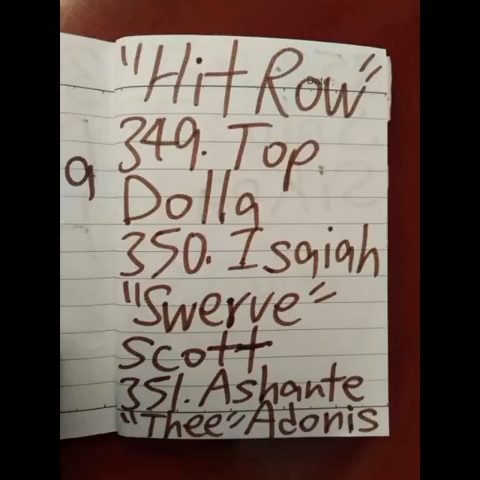 "Hit Row"
349. Top
Dolla
350. Isaiah
"Swerve"
Scott
351. Ashante
"Thee" Adonis
a